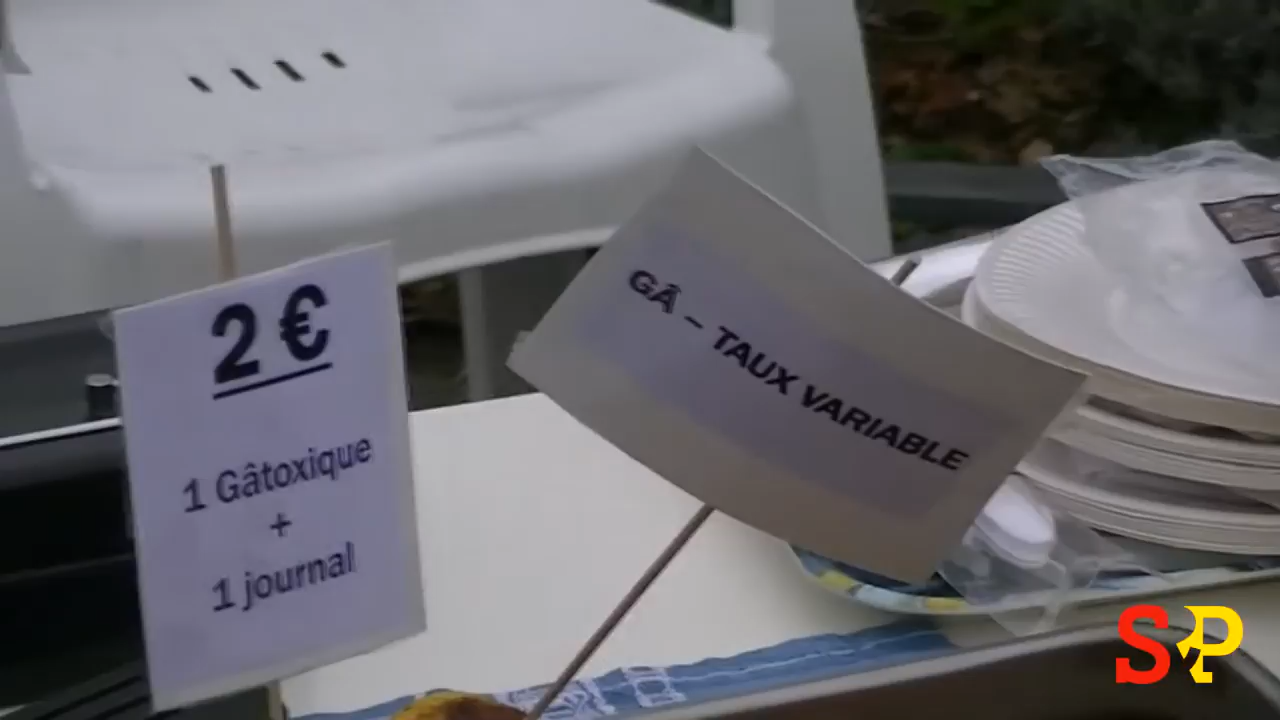 2 €
1 Gâtoxique
+
1 journal
GÂ – TAUX VARIABLE
SP